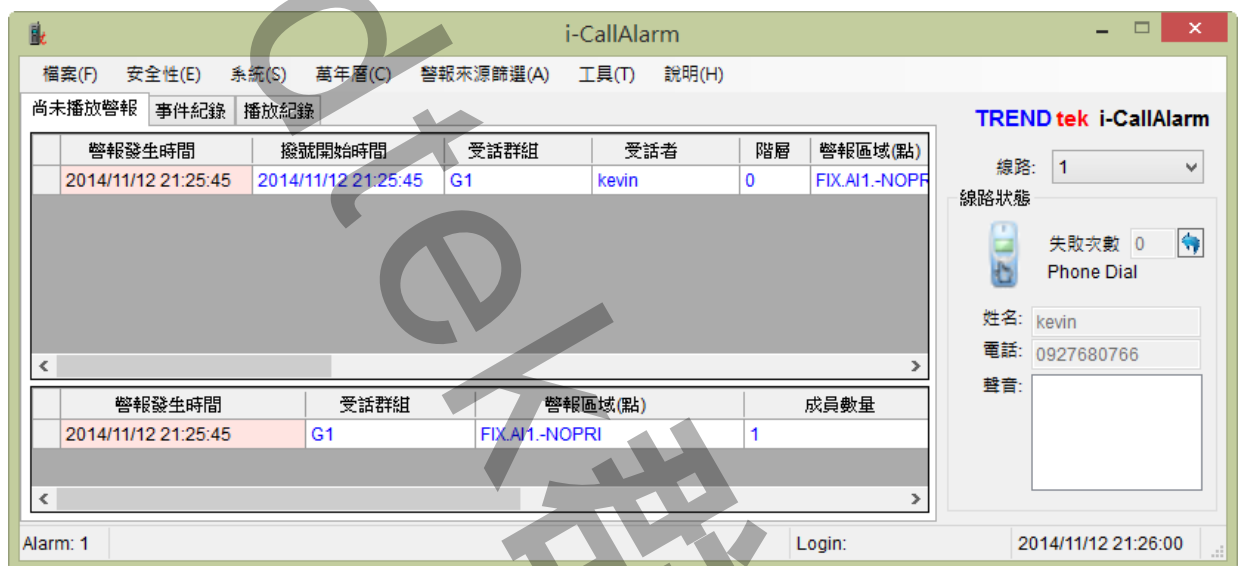 i-CallAlarm
檔案(F) 安全性(E) 系統(S) 萬年曆(C) 警報來源篩選(A) 工具(T) 說明(H)
尚未播放警報 事件紀錄 播放紀錄
TRENDtek i-CallAlarm
警報發生時間 撥號開始時間 受話群組 受話者 階層 警報區域(點)
2014/11/12 21:25:45 2014/11/12 21:25:45 G1 kevin 0 FIX.AI1.-NOPR
線路: 1
線路狀態
失敗次數 0
Phone Dial
姓名: kevin
電話: 0927680766
聲音:
警報發生時間 受話群組 警報區域(點) 成員數量
2014/11/12 21:25:45 G1 FIX.AI1.-NOPRI 1
Alarm: 1 Login: 2014/11/12 21:26:00
dtek